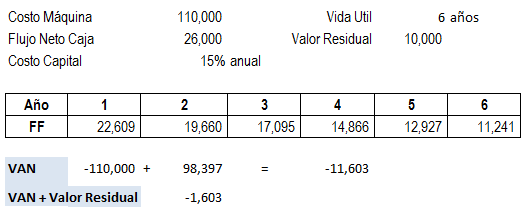 Costo Máquina 110,000 Vida Util 6 años
Flujo Neto Caja 26,000 Valor Residual 10,000
Costo Capital 15% anual
Año 1 2 3 4 5 6
FF 22,609 19,660 17,095 14,866 12,927 11,241
VAN -110,000 + 98,397 = -11,603
VAN + Valor Residual -1,603